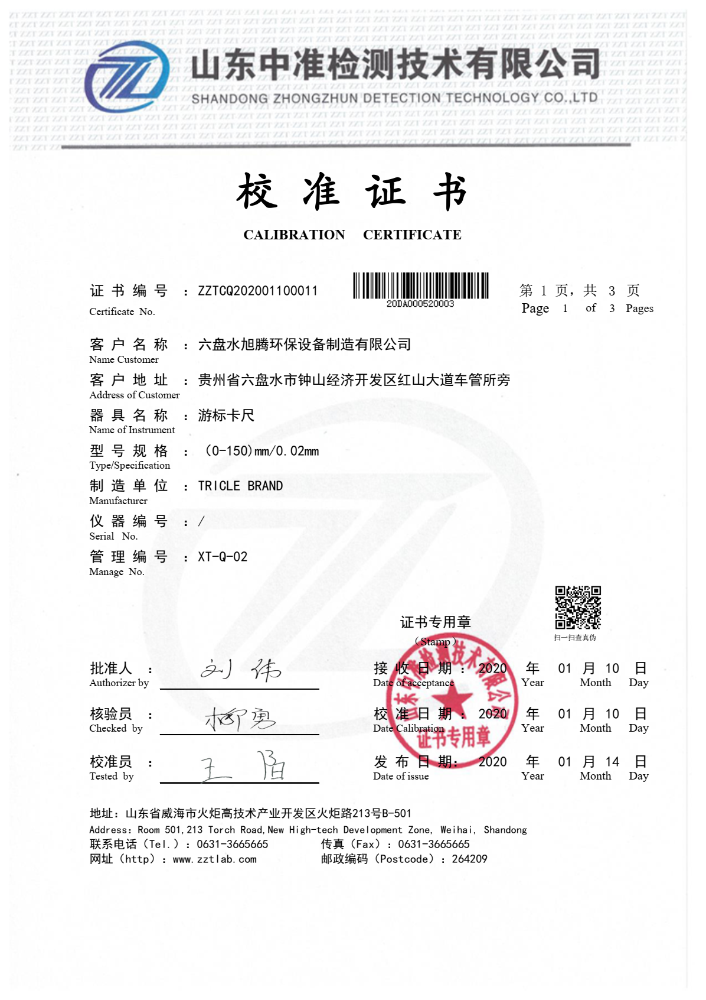 山东中准检测技术有限公司
SHANDONG ZHONGZHUN DETECTION TECHNOLOGY CO.,LTD
校 准 证 书
CALIBRATION CERTIFICATE
证 书 编 号 ：ZZTCQ202001100011
Certificate No.
20DA000520003
第 1 页，共 3 页
Page 1 of 3 Pages
客 户 名 称 ：六盘水旭腾环保设备制造有限公司
Name Customer
客 户 地 址 ：贵州省六盘水市钟山经济开发区红山大道车管所旁
Address of Customer
器 具 名 称 ：游标卡尺
Name of Instrument
型 号 规 格 ：（0-150)mm/0.02mm
Type/Specification
制 造 单 位 ：TRICLE BRAND
Manufacturer
仪 器 编 号 ：/
Serial No.
管 理 编 号 ：XT-Q-02
Manage No.
扫一扫查真伪
证书专用章
（Stamp）
山东中准检测技术有限公司
证书专用章
批准人 ： 刘伟
Authorizer by
接 收 日 期 ： 2020 年 01 月 10 日
Date of acceptance Year Month Day
核验员 ： 柳勇
Checked by
校 准 日 期 ： 2020 年 01 月 10 日
Date Calibration Year Month Day
校准员 ： 王
Tested by
发 布 日 期： 2020 年 01 月 14 日
Date of issue Year Month Day
地址：山东省威海市火炬高技术产业开发区火炬路213号B-501
Address：Room 501,213 Torch Road,New High-tech Development Zone, Weihai, Shandong
联系电话（Tel.）：0631-3665665 传真（Fax）：0631-3665665
网址（http）：www.zztlab.com 邮政编码（Postcode）：264209